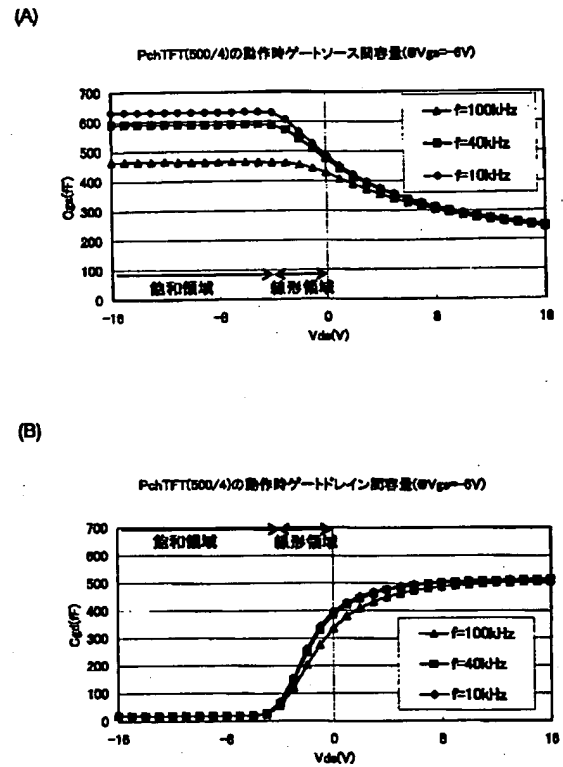 (A)
PchTFT(500/4)の動作時ゲートソース間容量(@Vgs=-6V)
700
600
500
400
300
200
100
0
Cgs(fF)
f=100kHz
f=40kHz
f=10kHz
飽和領域
線形領域
-16
-8
0
8
16
Vds(V)
(B)
PchTFT(500/4)の動作時ゲートドレイン間容量(@Vgs=-6V)
700
600
500
400
300
200
100
0
Cgd(fF)
飽和領域
線形領域
f=100kHz
f=40kHz
f=10kHz
-16
-8
0
8
16
Vds(V)